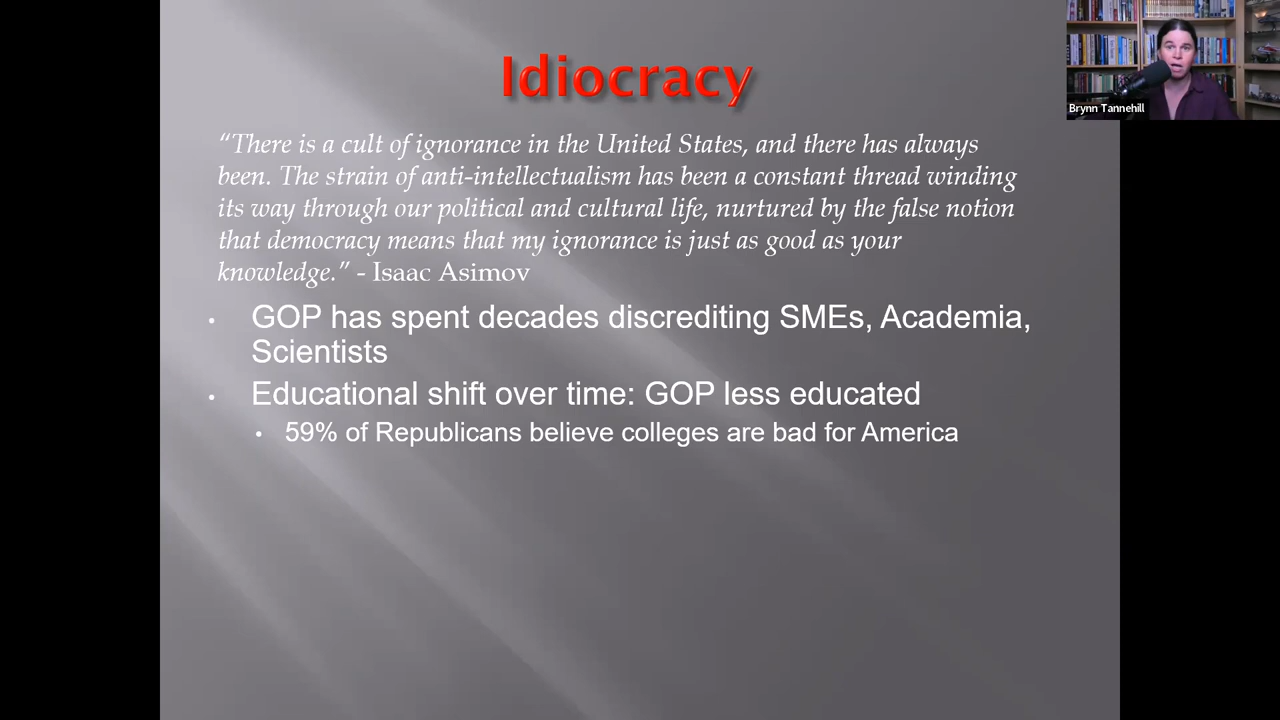 Idiocracy
Brynn Tannehill
“There is a cult of ignorance in the United States, and there has always
been. The strain of anti-intellectualism has been a constant thread winding
its way through our political and cultural life, nurtured by the false notion
that democracy means that my ignorance is just as good as your
knowledge.” - Isaac Asimov
• GOP has spent decades discrediting SMEs, Academia,
Scientists
• Educational shift over time: GOP less educated
• 59% of Republicans believe colleges are bad for America